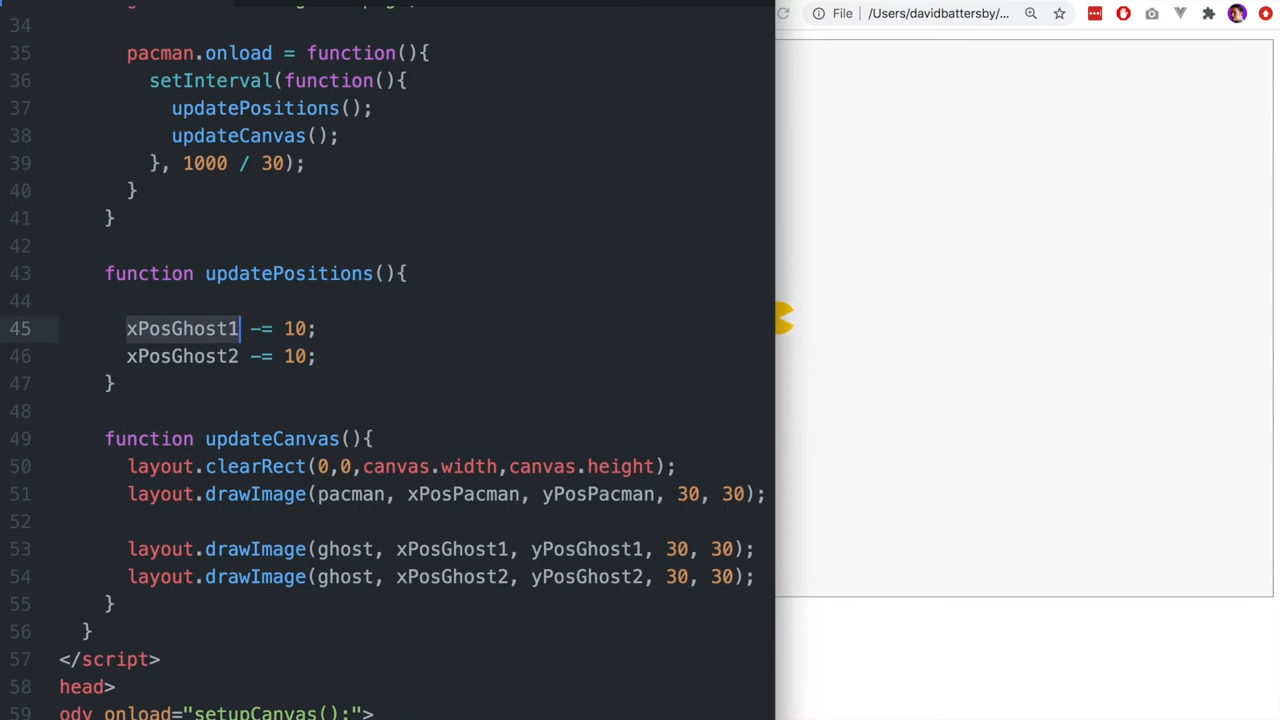 34
35 pacman.onload = function(){
36 setInterval(function(){
37 updatePositions();
38 updateCanvas();
39 }, 1000 / 30);
40 }
41 }
42
43 function updatePositions(){
44
45 xPosGhost1 -= 10;
46 xPosGhost2 -= 10;
47 }
48
49 function updateCanvas(){
50 layout.clearRect(0,0,canvas.width,canvas.height);
51 layout.drawImage(pacman, xPosPacman, yPosPacman, 30, 30);
52
53 layout.drawImage(ghost, xPosGhost1, yPosGhost1, 30, 30);
54 layout.drawImage(ghost, xPosGhost2, yPosGhost2, 30, 30);
55 }
56 }
57 </script>
58 head>
59 ody onload="setupCanvas();">
File /Users/davidbattersby/...